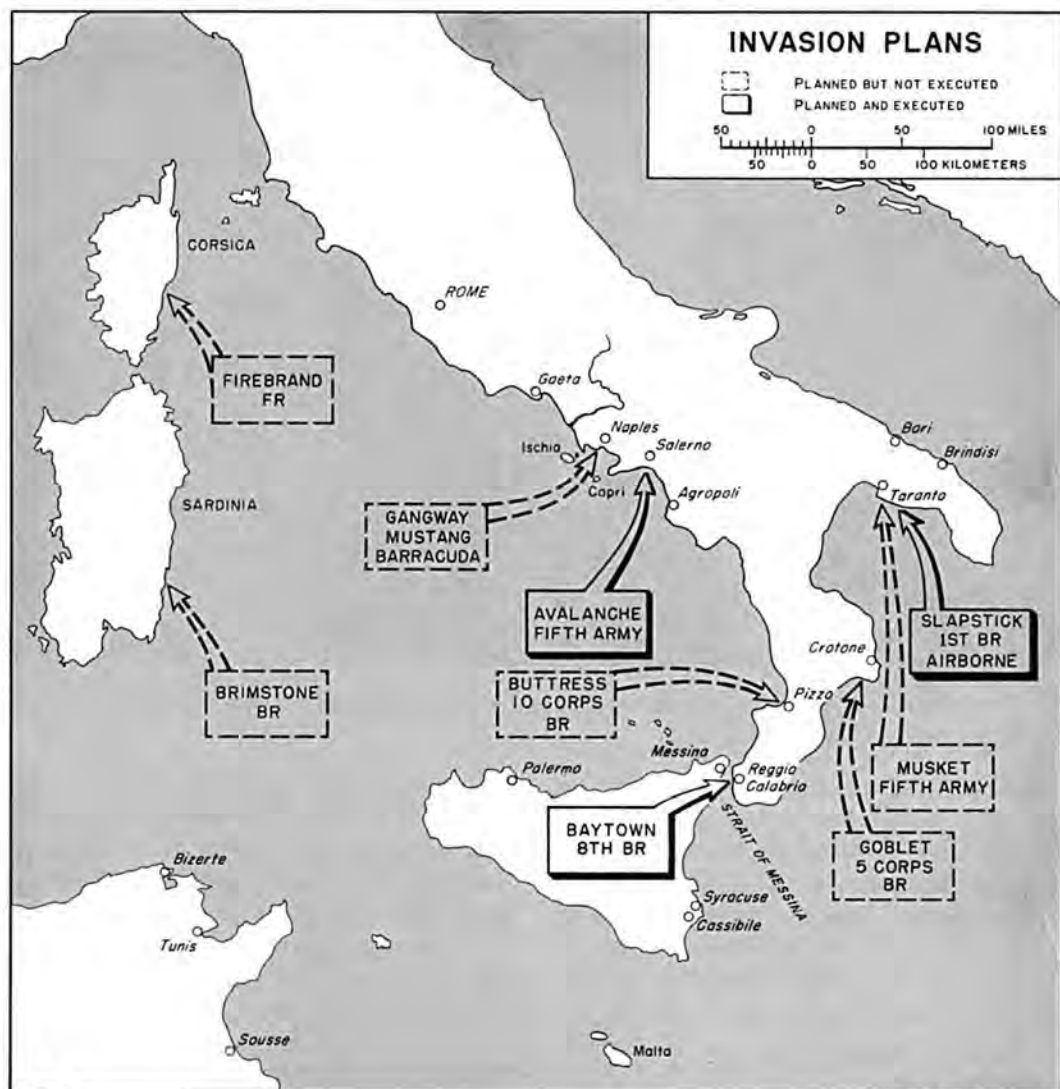 INVASION PLANS
PLANNED BUT NOT EXECUTED
PLANNED AND EXECUTED
50 0 50 100 MILES
50 0 50 100 KILOMETERS
CORSICA
ROME
FIREBRAND
FR
Gaeta
Naples
Ischia
Salerno
Capri
Agropoli
Bari
Brindisi
Taranto
SARDINIA
GANGWAY
MUSTANG
BARRACUDA
AVALANCHE
FIFTH ARMY
SLAPSTICK
1ST BR
AIRBORNE
Crotone
BRIMSTONE
BR
BUTTRESS
10 CORPS
BR
Pizzo
Messina
Palermo
Reggio
Calabria
MUSKET
FIFTH ARMY
BAYTOWN
8TH BR
STRAIT OF MESSINA
GOBLET
5 CORPS
BR
Bizerte
Tunis
Syracuse
Cassibile
Sousse
Malta